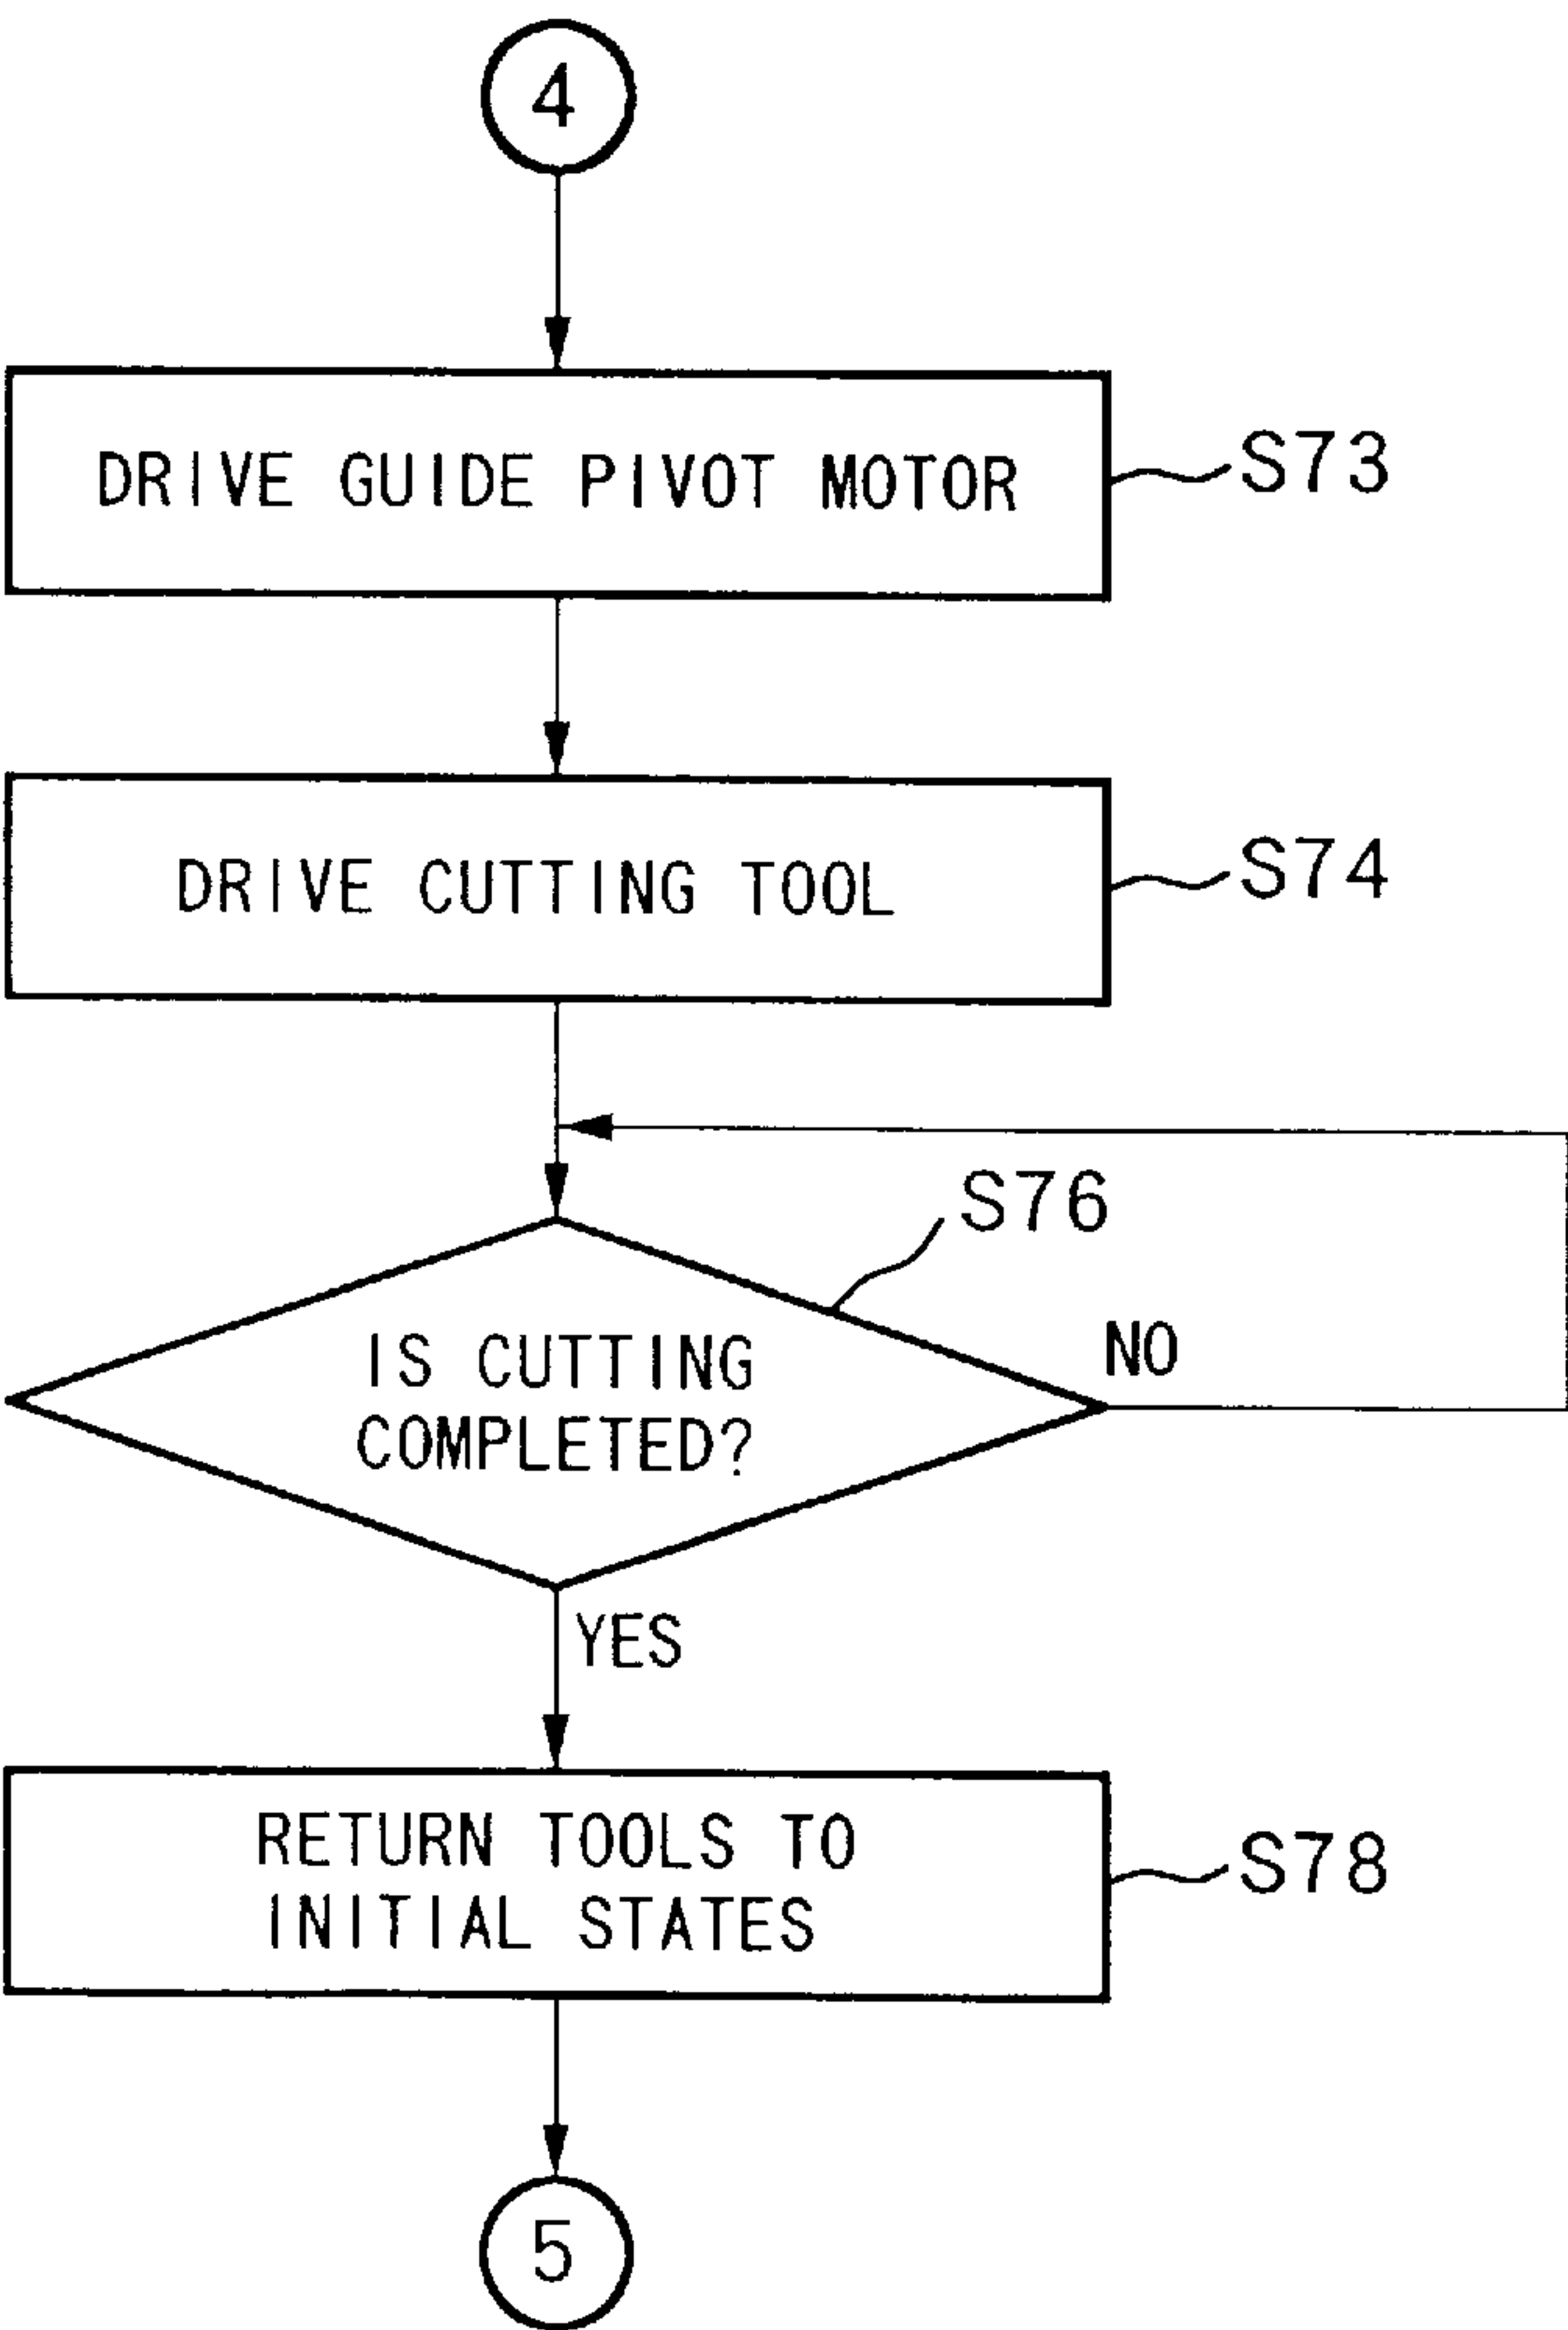 4
DRIVE GUIDE PIVOT MOTOR
S73
DRIVE CUTTING TOOL
S74
S76
IS CUTTING
COMPLETED?
NO
YES
RETURN TOOLS TO
INITIAL STATES
S78
5